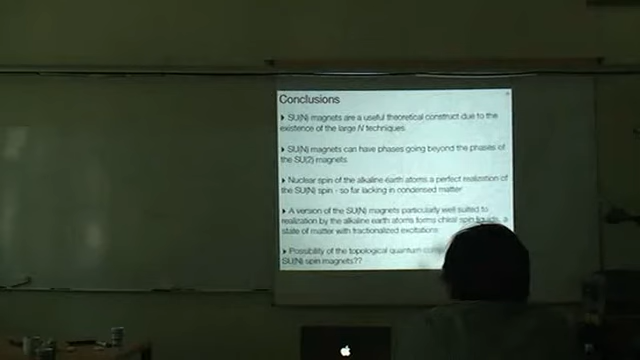 Conclusions
SU(N) magnets are a useful theoretical construct due to the
existence of the large N techniques
SU(N) magnets can have phases going beyond the phases of
the SU(2) magnets
Nuclear spin of the alkaline earth atoms a perfect realization of
the SU(N) spin - so far lacking in condensed matter
A version of the SU(N) magnets particularly well suited to
realization by the alkaline earth atoms forms chiral spin liquids, a
state of matter with fractionalized excitations
Possibility of the topological quantum
SU(N) spin magnets??